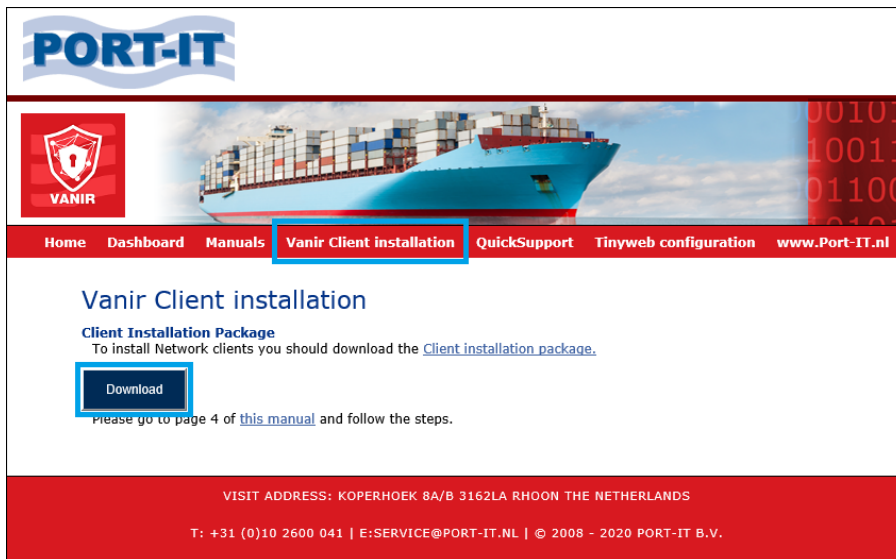 PORT-IT
00101
10011
01100
VANIR
Home Dashboard Manuals Vanir Client installation QuickSupport Tinyweb configuration www.Port-IT.nl
Vanir Client installation
Client Installation Package
To install Network clients you should download the Client installation package.
Download
Please go to page 4 of this manual and follow the steps.
VISIT ADDRESS: KOPERHOEK 8A/B 3162LA RHOON THE NETHERLANDS
T: +31 (0)10 2600 041 | E:SERVICE@PORT-IT.NL | © 2008 - 2020 PORT-IT B.V.